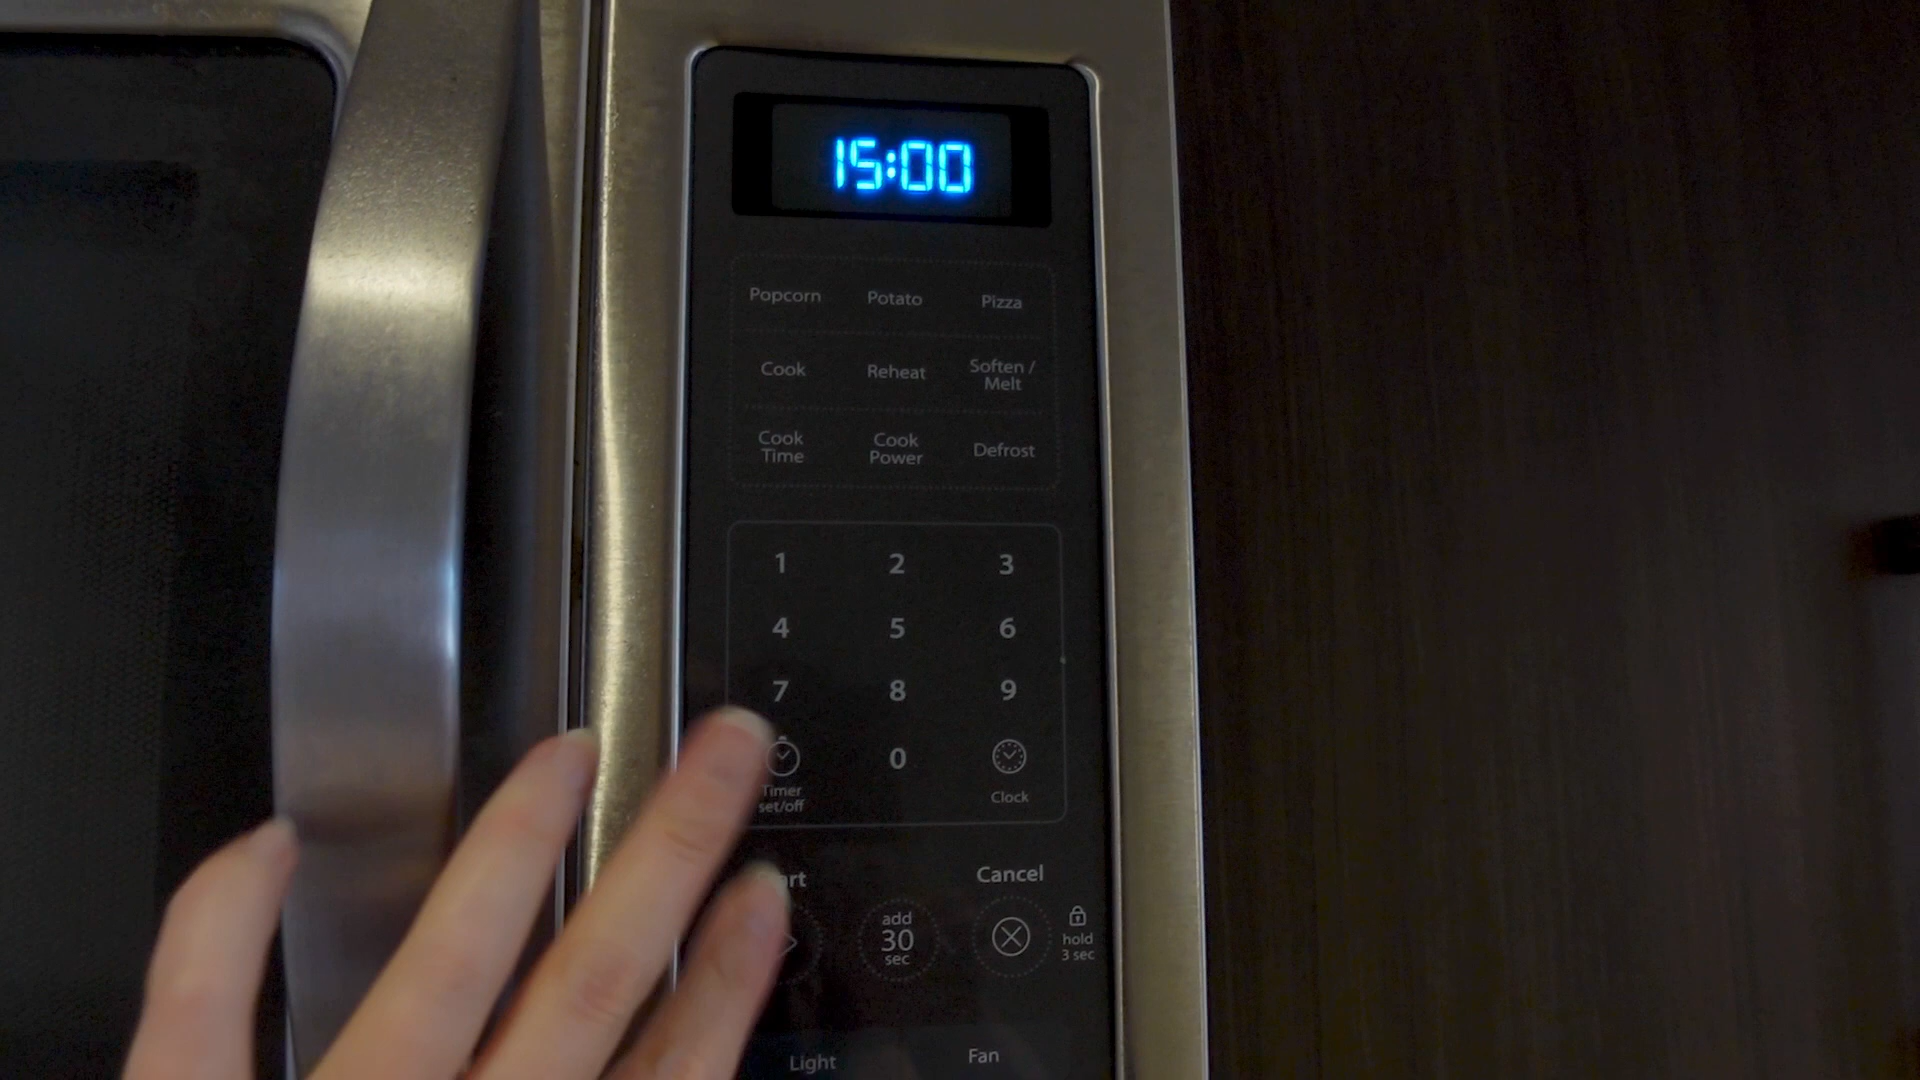 15:00
Popcorn Potato Pizza
Cook Reheat Soften /
Melt
Cook
Time
Cook
Power
Defrost
1 2 3
4 5 6
7 8 9
0
Timer
set/off
Clock
Cancel
add
30
sec
hold
3 sec
Light Fan